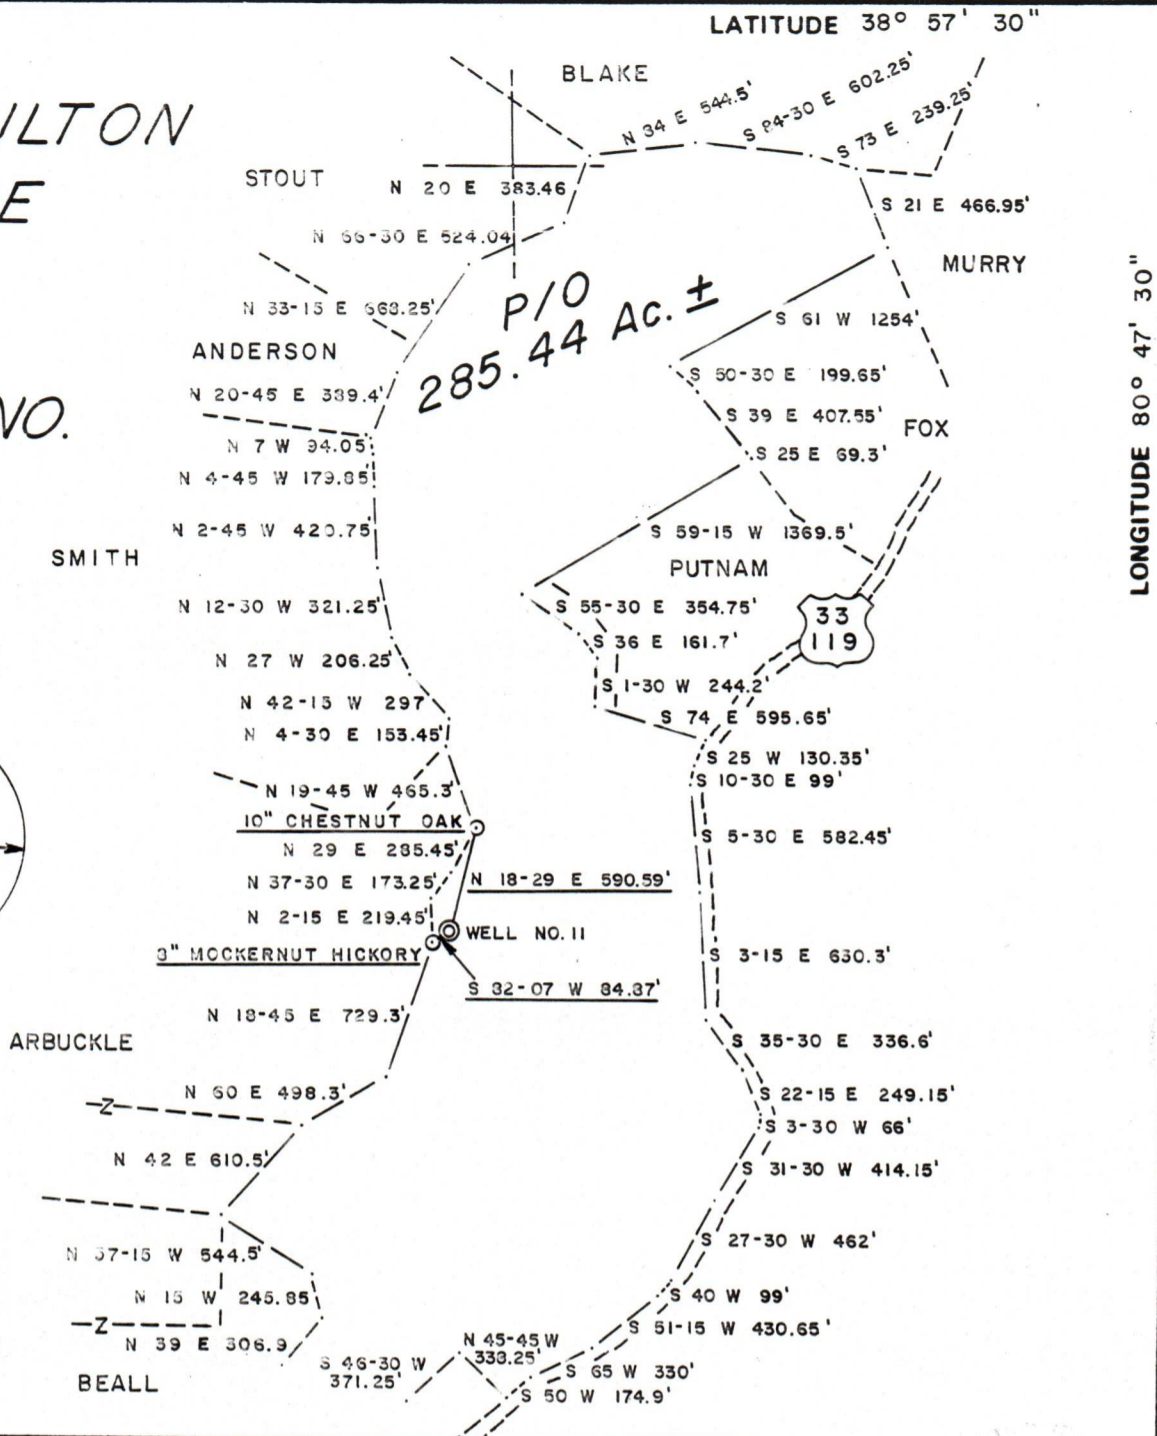 LATITUDE 38° 57' 30"
LONGITUDE 80° 47' 30"
ILTON
E
NO.
BLAKE
N 34 E 544.5'
S 84-30 E 602.25'
S 73 E 239.25'
STOUT
N 20 E 383.46
S 21 E 466.95'
N 66-30 E 524.04
MURRY
P/O
285.44 Ac. ±
N 33-15 E 668.25'
S 61 W 1254'
ANDERSON
S 50-30 E 199.65'
N 20-45 E 339.4'
S 39 E 407.55'
FOX
N 7 W 94.05'
S 25 E 69.3'
N 4-45 W 179.85'
N 2-45 W 420.75'
S 59-15 W 1369.5'
SMITH
PUTNAM
N 12-30 W 321.25'
S 55-30 E 354.75'
33
119
S 36 E 161.7'
N 27 W 206.25'
S 1-30 W 244.2'
N 42-15 W 297
S 74 E 595.65'
N 4-30 E 153.45'
S 25 W 130.35'
S 10-30 E 99'
N 19-45 W 465.3'
10" CHESTNUT OAK
S 5-30 E 582.45'
N 29 E 285.45'
N 37-30 E 173.25'
N 18-29 E 590.59'
N 2-15 E 219.45'
WELL NO. 11
3" MOCKERNUT HICKORY
S 3-15 E 630.3'
S 32-07 W 84.37'
N 18-45 E 729.3'
ARBUCKLE
S 35-30 E 336.6'
N 60 E 498.3'
S 22-15 E 249.15'
Z
S 3-30 W 66'
N 42 E 610.5'
S 31-30 W 414.15'
S 27-30 W 462'
N 37-15 W 544.5'
N 15 W 245.85
S 40 W 99'
Z
S 51-15 W 430.65'
N 39 E 306.9
N 45-45 W
333.25'
S 46-30 W
371.25'
S 65 W 330'
BEALL
S 50 W 174.9'